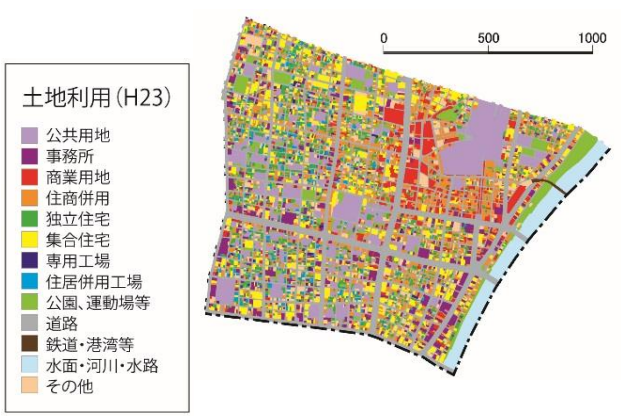 0 500 1000
土地利用(H23)
公共用地
事務所
商業用地
住商併用
独立住宅
集合住宅
専用工場
住居併用工場
公園、運動場等
道路
鉄道・港湾等
水面・河川・水路
その他